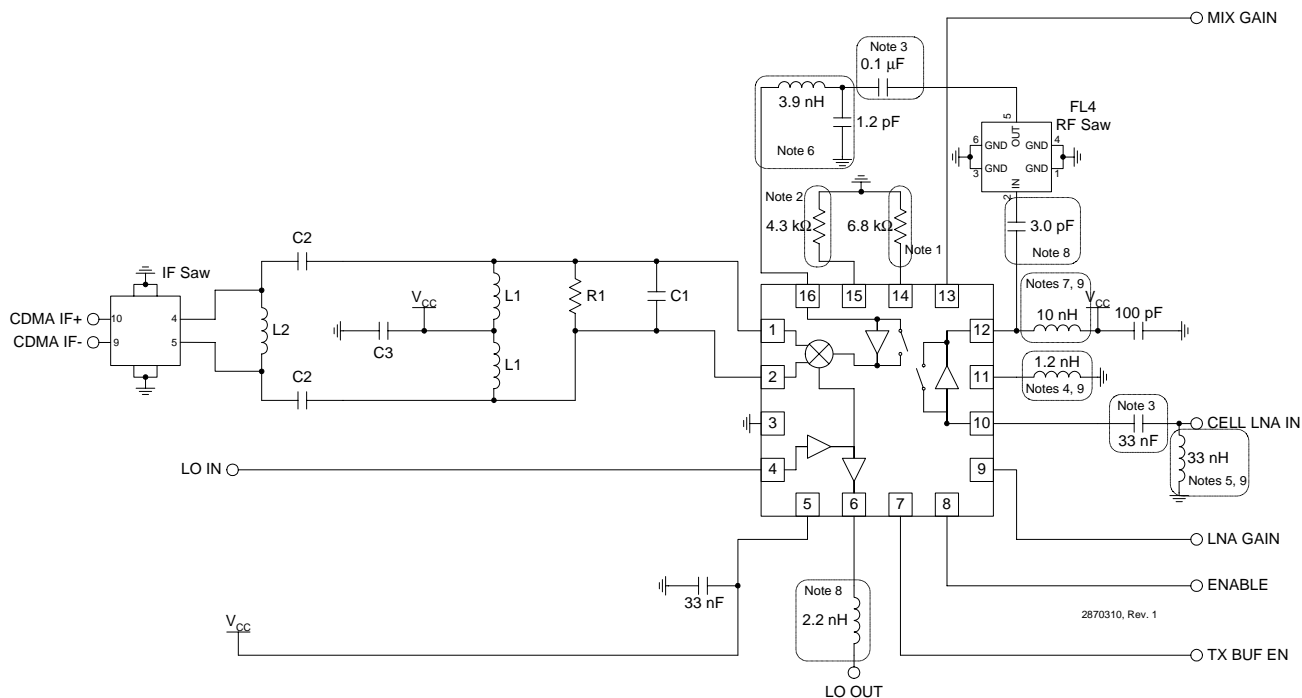 MIX GAIN
Note 3
0.1 µF
3.9 nH
1.2 pF
Note 6
FL4
RF Saw
5
OUT
6
GND
GND
4
3
GND
GND
1
IN
2
3.0 pF
Note 8
Note 2
4.3 kΩ
6.8 kΩ
Note 1
C2
IF Saw
CDMA IF+
10
4
CDMA IF-
9
5
L2
VCC
L1
R1
C1
C3
L1
C2
16
15
14
13
1
2
3
4
12
11
10
9
5
6
7
8
Notes 7, 9
VCC
10 nH
100 pF
1.2 nH
Notes 4, 9
Note 3
33 nF
CELL LNA IN
33 nH
Notes 5, 9
LO IN
LNA GAIN
33 nF
Note 8
2.2 nH
ENABLE
2870310, Rev. 1
VCC
TX BUF EN
LO OUT